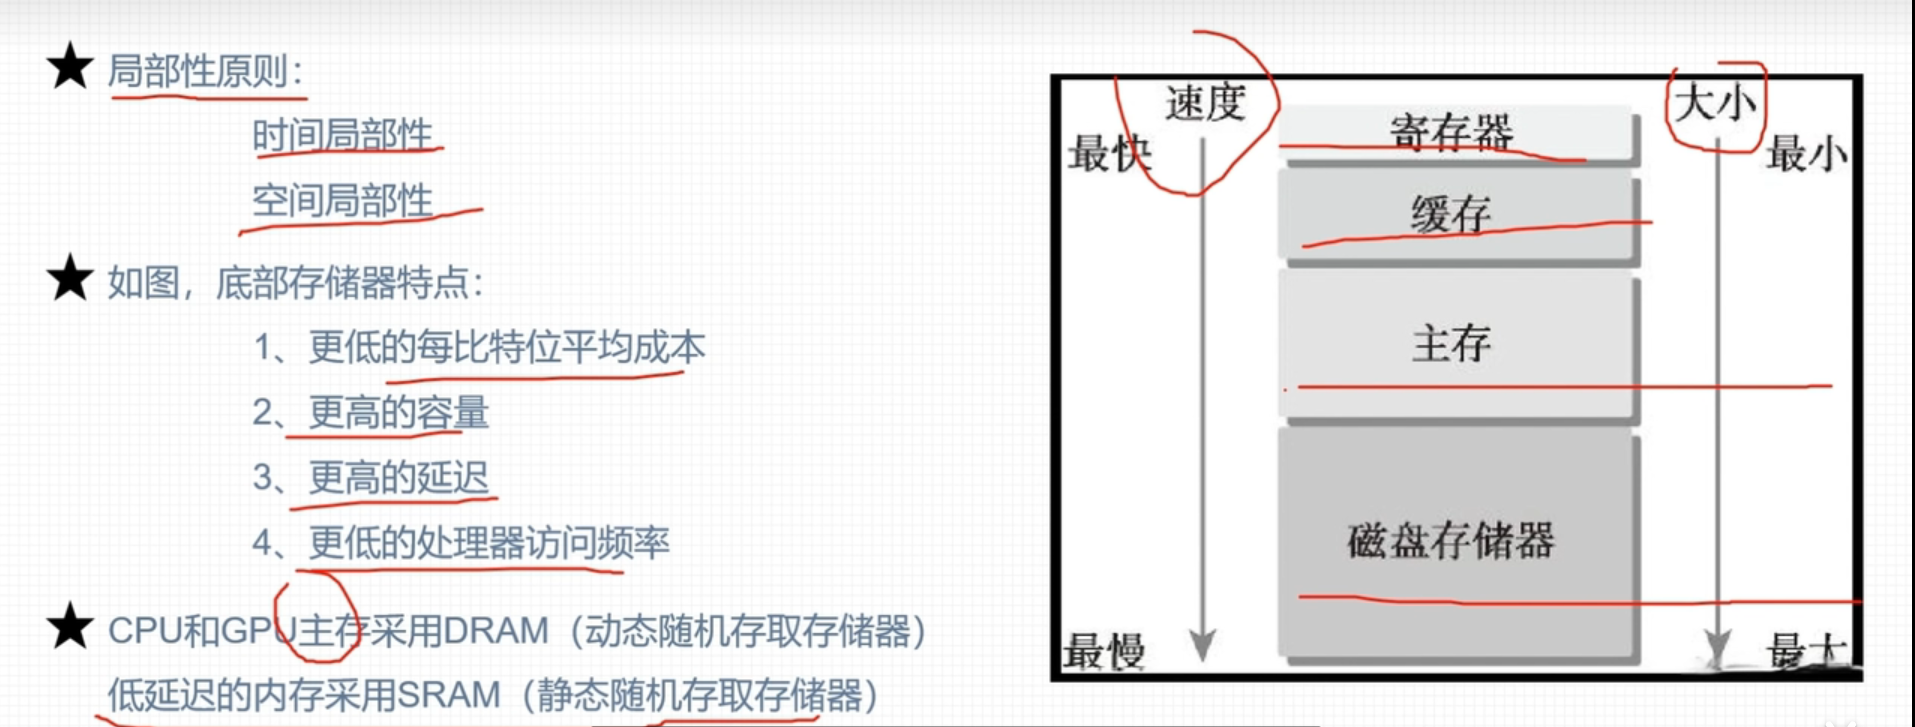 ★ 局部性原则：
时间局部性
空间局部性
★ 如图，底部存储器特点：
1、更低的每比特位平均成本
2、更高的容量
3、更高的延迟
4、更低的处理器访问频率
★ CPU和GPU主存采用DRAM（动态随机存取存储器）
低延迟的内存采用SRAM（静态随机存取存储器）
速度
大小
最快
寄存器
最小
缓存
主存
磁盘存储器
最慢
最大